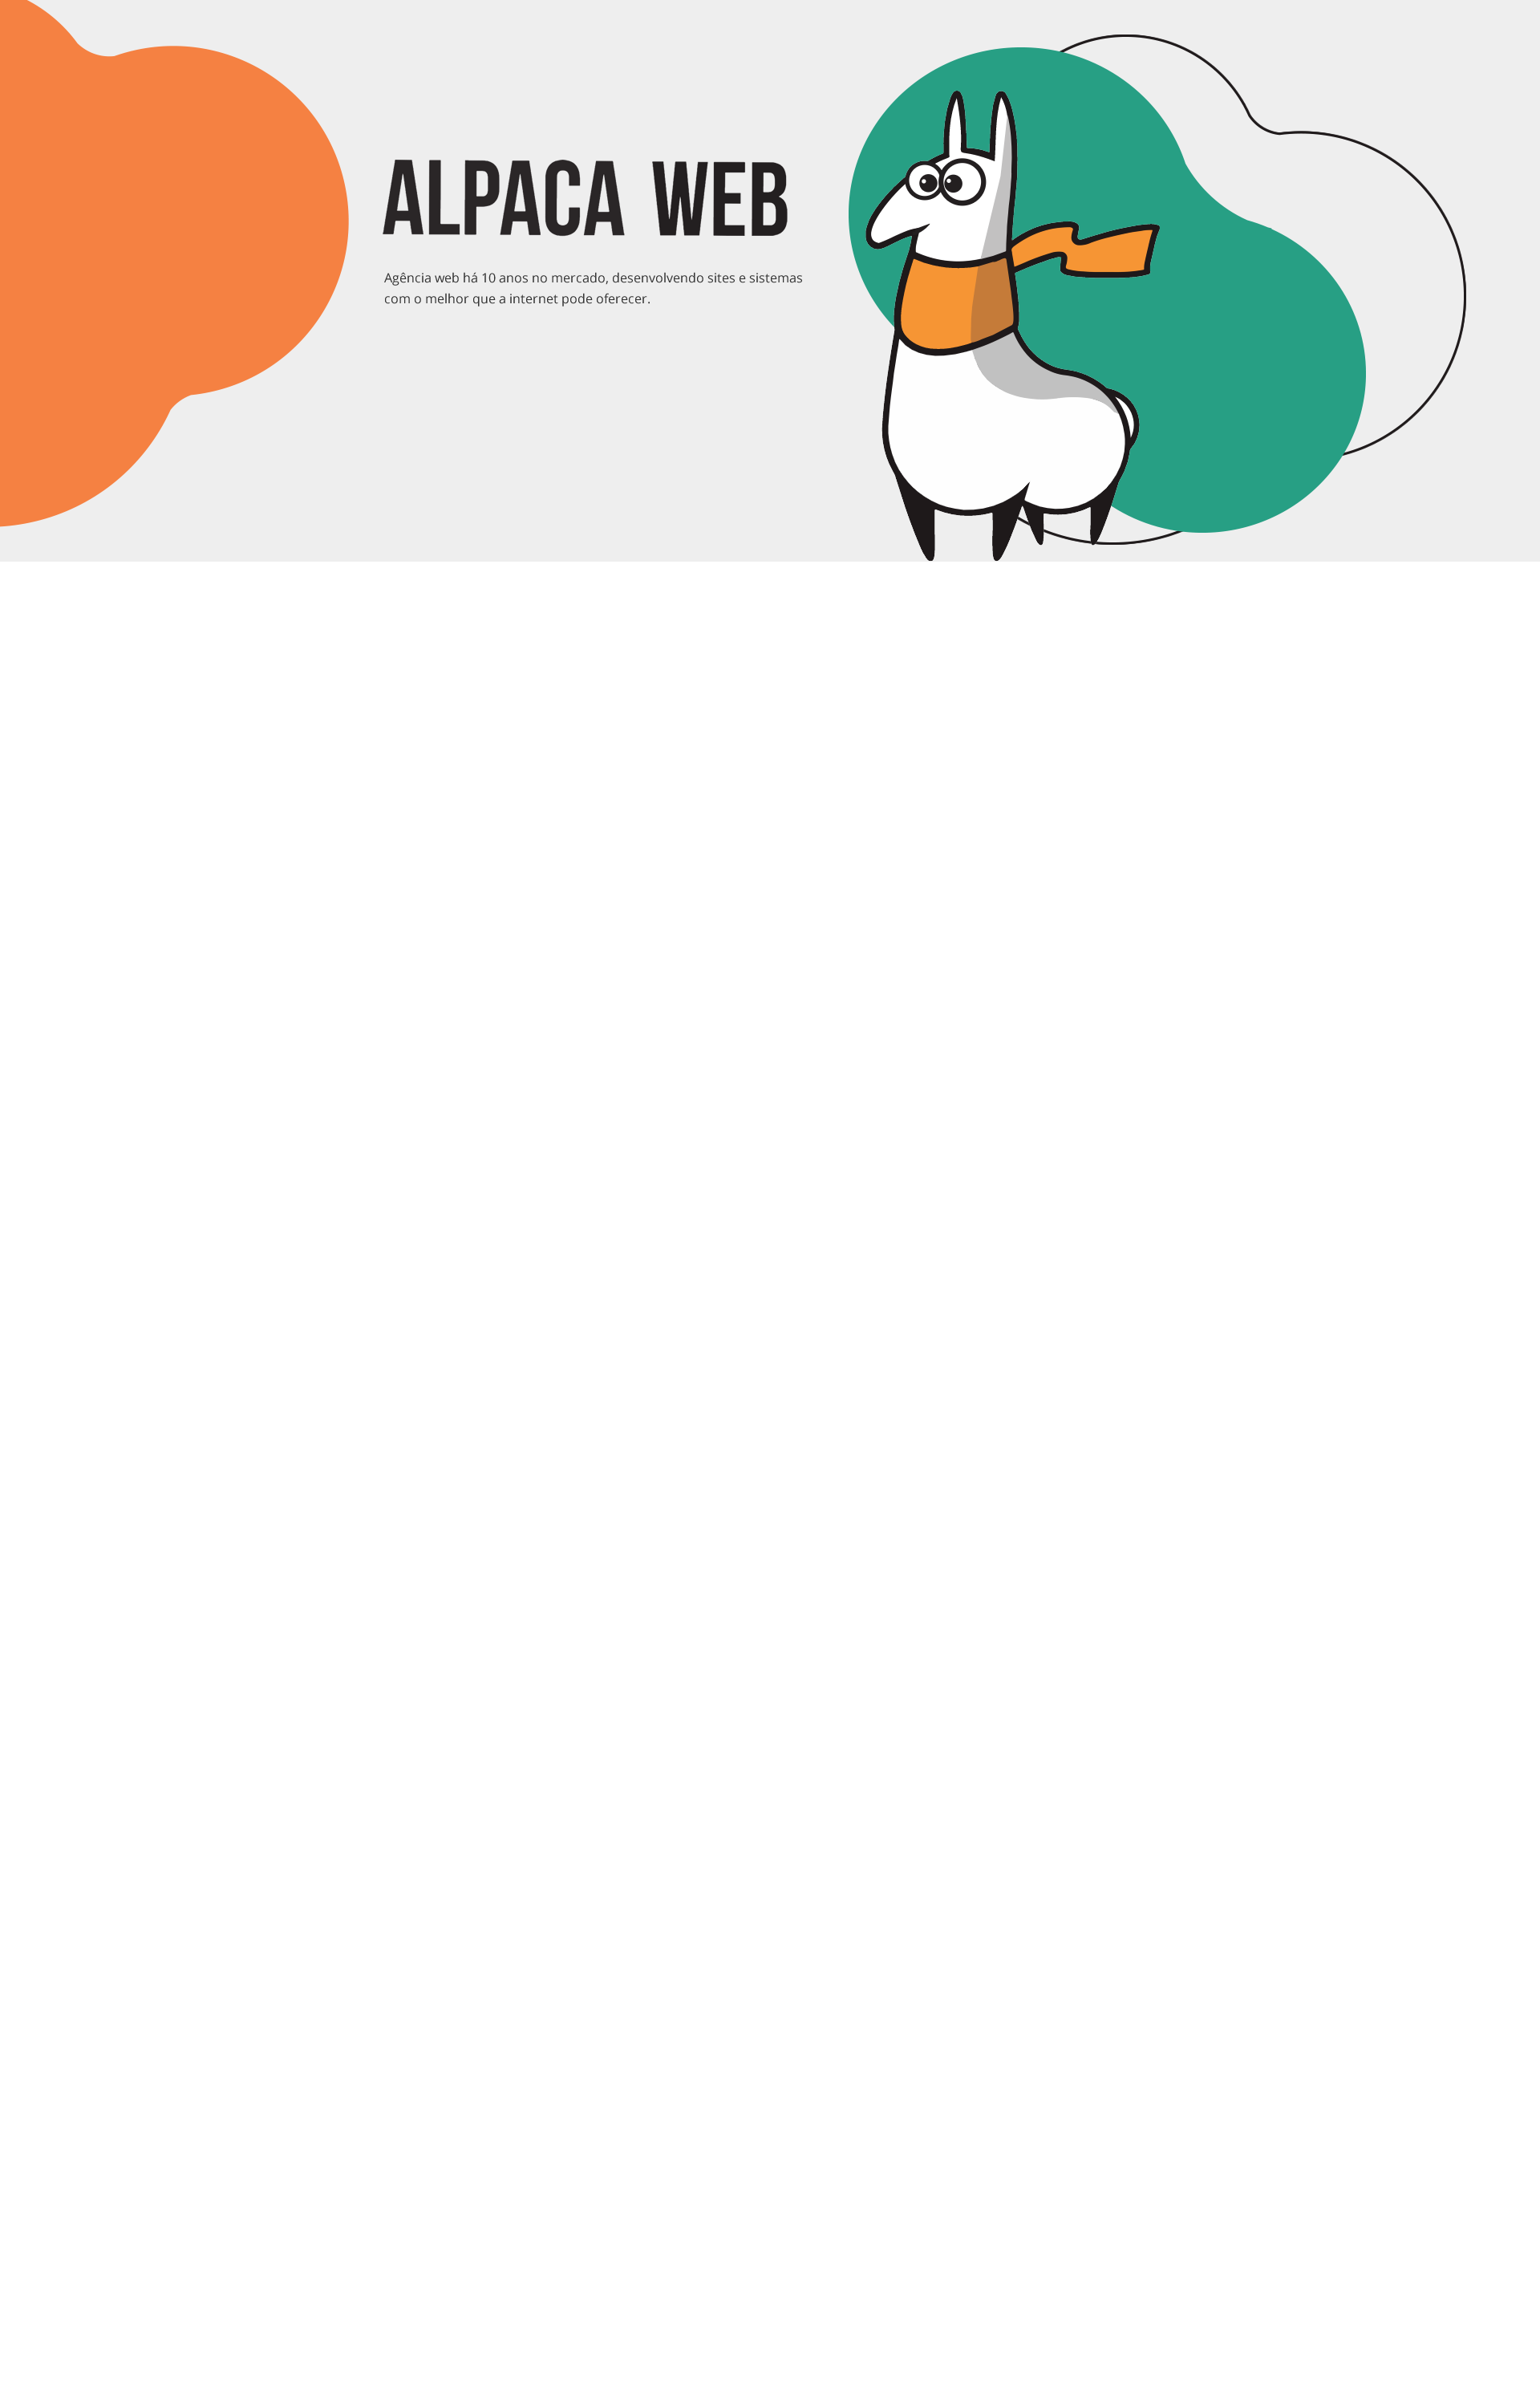 ALPACA WEB
Agência web há 10 anos no mercado, desenvolvendo sites e sistemas
com o melhor que a internet pode oferecer.